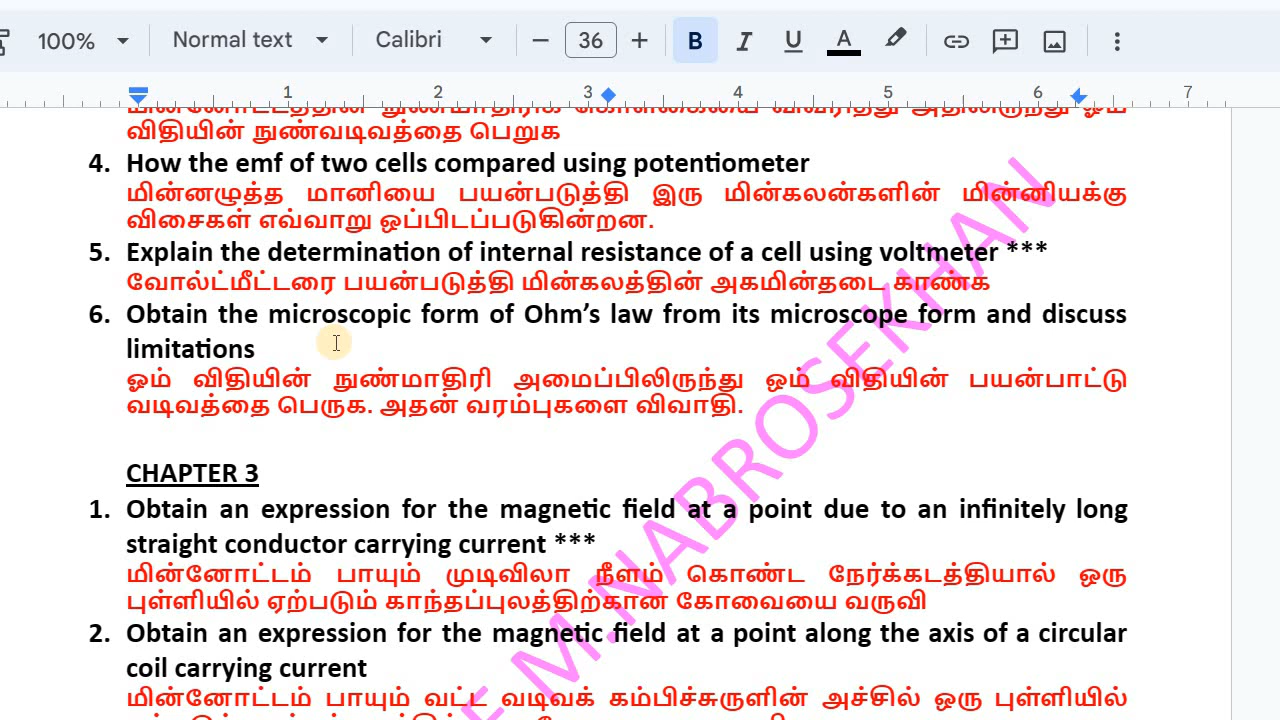 100% Normal text Calibri − 36 + B I U A
1 2 3 4 5 6 7
விதியின் நுண்வடிவத்தை பெறுக
4. How the emf of two cells compared using potentiometer
மின்னழுத்த மானியை பயன்படுத்தி இரு மின்கலன்களின் மின்னியக்கு
விசைகள் எவ்வாறு ஒப்பிடப்படுகின்றன.
5. Explain the determination of internal resistance of a cell using voltmeter ***
வோல்ட்மீட்டரை பயன்படுத்தி மின்கலத்தின் அகமின்தடை காண்க
6. Obtain the microscopic form of Ohm’s law from its microscope form and discuss
limitations
ஓம் விதியின் நுண்மாதிரி அமைப்பிலிருந்து ஓம் விதியின் பயன்பாட்டு
வடிவத்தை பெருக. அதன் வரம்புகளை விவாதி.
CHAPTER 3
1. Obtain an expression for the magnetic field at a point due to an infinitely long
straight conductor carrying current ***
மின்னோட்டம் பாயும் முடிவிலா நீளம் கொண்ட நேர்க்கடத்தியால் ஒரு
புள்ளியில் ஏற்படும் காந்தப்புலத்திற்கான கோவையை வருவி
2. Obtain an expression for the magnetic field at a point along the axis of a circular
coil carrying current
மின்னோட்டம் பாயும் வட்ட வடிவக் கம்பிச்சுருளின் அச்சில் ஒரு புள்ளியில்
E M.NABROSEKHAN